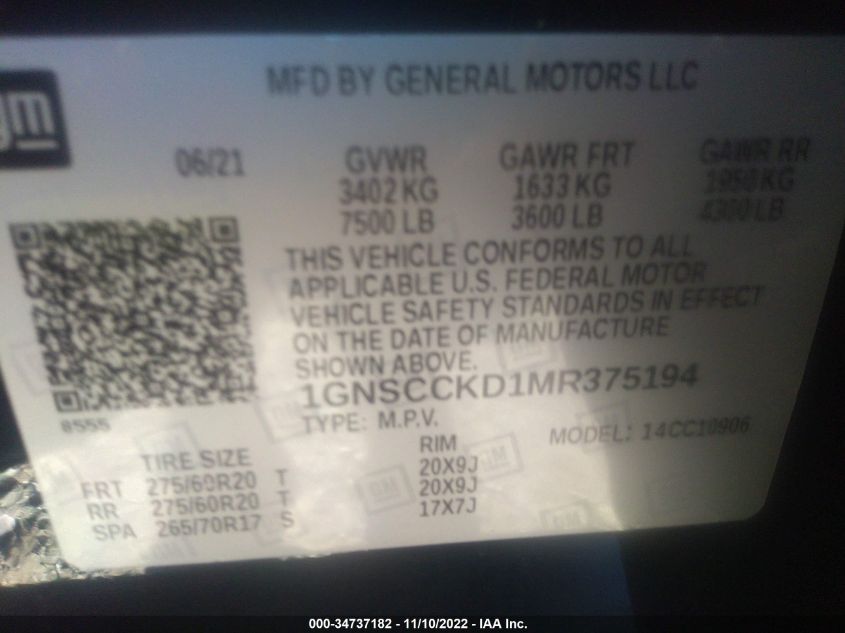 gm
MFD BY GENERAL MOTORS LLC
06/21 GVWR GAWR FRT GAWR RR
3402 KG 1633 KG 1950 KG
7500 LB 3600 LB 4300 LB
THIS VEHICLE CONFORMS TO ALL
APPLICABLE U.S. FEDERAL MOTOR
VEHICLE SAFETY STANDARDS IN EFFECT
ON THE DATE OF MANUFACTURE
SHOWN ABOVE.
1GNSCCKD1MR375194
8555
TYPE: M.P.V. MODEL: 14CC10906
TIRE SIZE RIM
FRT 275/60R20 T 20X9J
RR 275/60R20 T 20X9J
SPA 265/70R17 S 17X7J
GM
GM
000-34737182 - 11/10/2022 - IAA Inc.